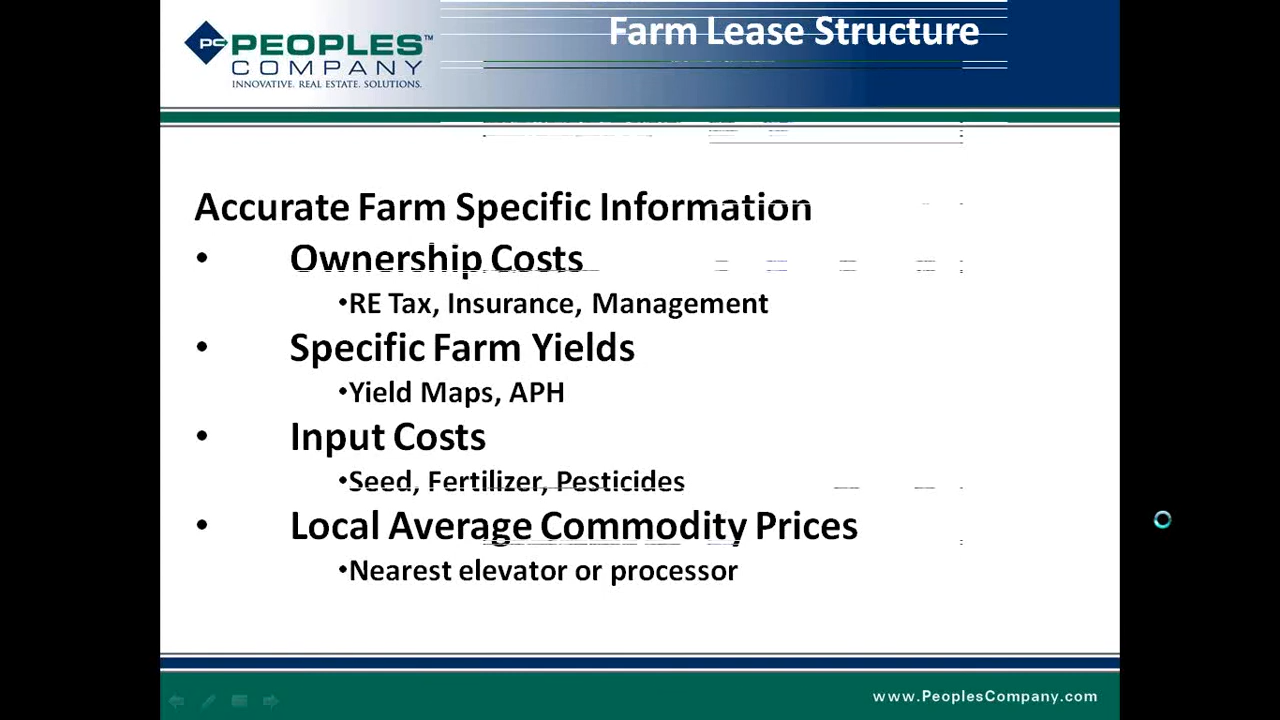 PC PEOPLES™
COMPANY
INNOVATIVE. REAL ESTATE. SOLUTIONS.
Farm Lease Structure
Accurate Farm Specific Information
• Ownership Costs
•RE Tax, Insurance, Management
• Specific Farm Yields
•Yield Maps, APH
• Input Costs
•Seed, Fertilizer, Pesticides
• Local Average Commodity Prices
•Nearest elevator or processor
www.PeoplesCompany.com